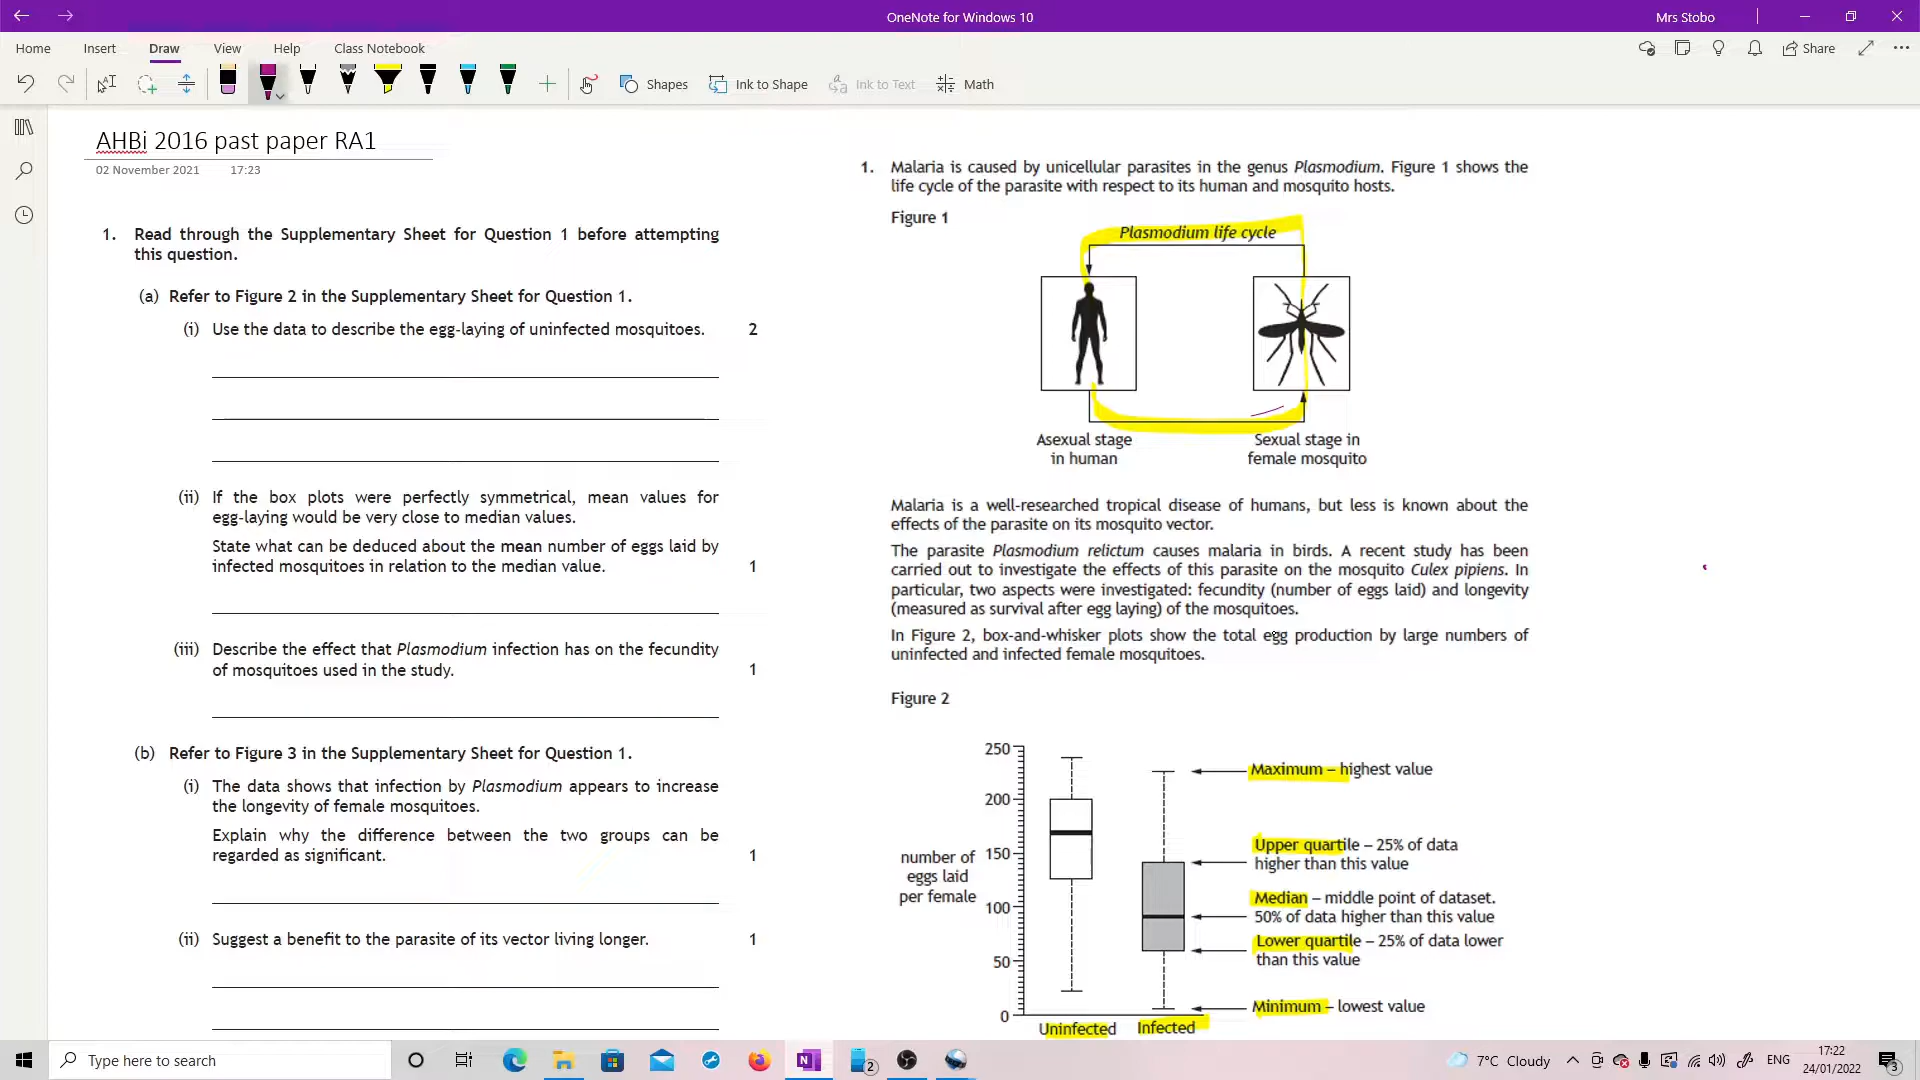 OneNote for Windows 10
Mrs Stobo
Home Insert Draw View Help Class Notebook
Share
Shapes Ink to Shape Ink to Text Math
AHBi 2016 past paper RA1
02 November 2021 17:23
1. Read through the Supplementary Sheet for Question 1 before attempting
this question.
(a) Refer to Figure 2 in the Supplementary Sheet for Question 1.
(i) Use the data to describe the egg-laying of uninfected mosquitoes. 2
(ii) If the box plots were perfectly symmetrical, mean values for
egg-laying would be very close to median values.
State what can be deduced about the mean number of eggs laid by
infected mosquitoes in relation to the median value. 1
(iii) Describe the effect that Plasmodium infection has on the fecundity
of mosquitoes used in the study. 1
(b) Refer to Figure 3 in the Supplementary Sheet for Question 1.
(i) The data shows that infection by Plasmodium appears to increase
the longevity of female mosquitoes.
Explain why the difference between the two groups can be
regarded as significant. 1
(ii) Suggest a benefit to the parasite of its vector living longer. 1
1. Malaria is caused by unicellular parasites in the genus Plasmodium. Figure 1 shows the
life cycle of the parasite with respect to its human and mosquito hosts.
Figure 1
Plasmodium life cycle
Asexual stage
in human
Sexual stage in
female mosquito
Malaria is a well-researched tropical disease of humans, but less is known about the
effects of the parasite on its mosquito vector.
The parasite Plasmodium relictum causes malaria in birds. A recent study has been
carried out to investigate the effects of this parasite on the mosquito Culex pipiens. In
particular, two aspects were investigated: fecundity (number of eggs laid) and longevity
(measured as survival after egg laying) of the mosquitoes.
In Figure 2, box-and-whisker plots show the total egg production by large numbers of
uninfected and infected female mosquitoes.
Figure 2
number of
eggs laid
per female
250
200
150
100
50
0
Uninfected Infected
Maximum – highest value
Upper quartile – 25% of data
higher than this value
Median – middle point of dataset.
50% of data higher than this value
Lower quartile – 25% of data lower
than this value
Minimum – lowest value
Type here to search
2
7°C Cloudy
ENG
17:22
24/01/2022
3